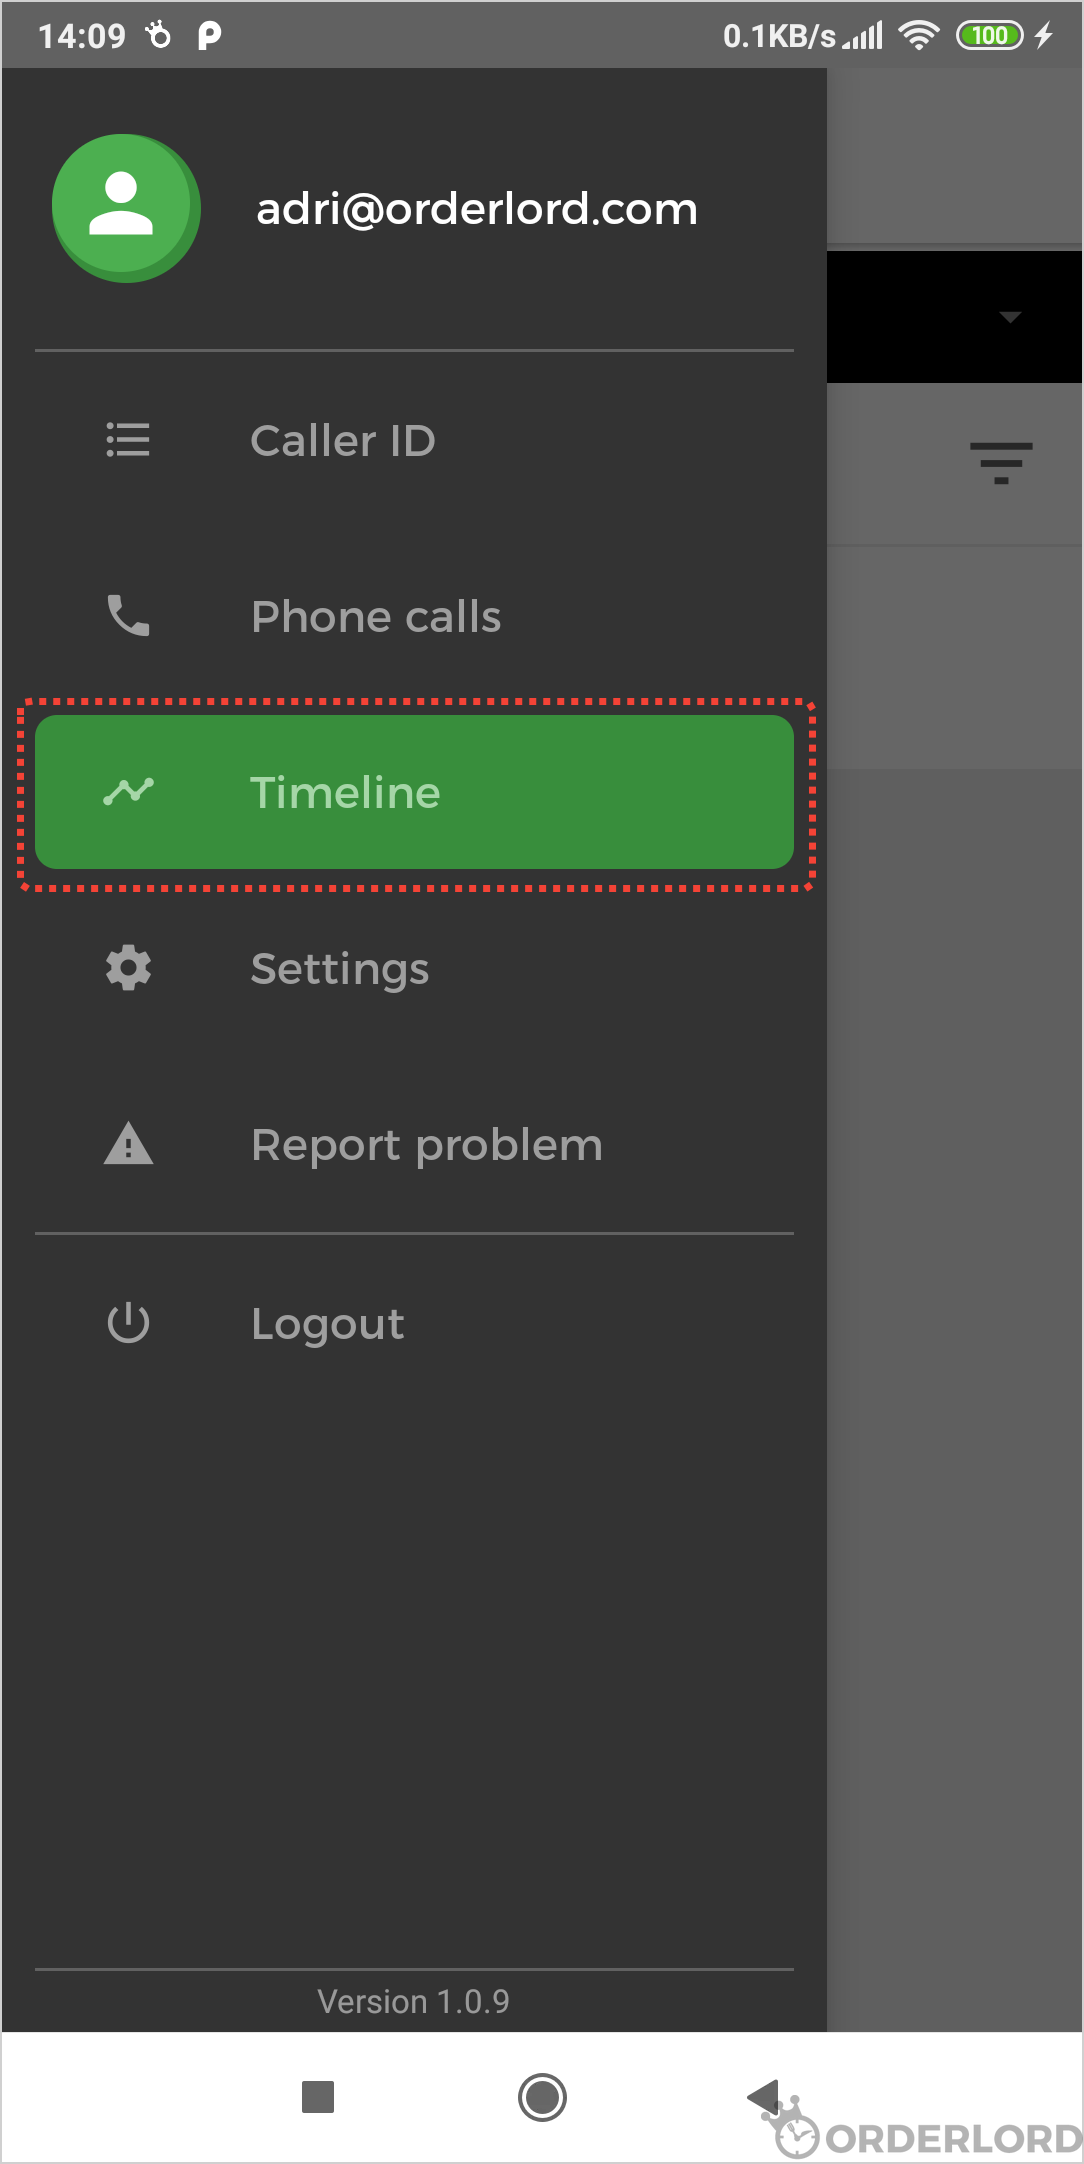 14:09
0.1KB/s
100
adri@orderlord.com
Caller ID
Phone calls
Timeline
Settings
Report problem
Logout
Version 1.0.9
ORDERLORD